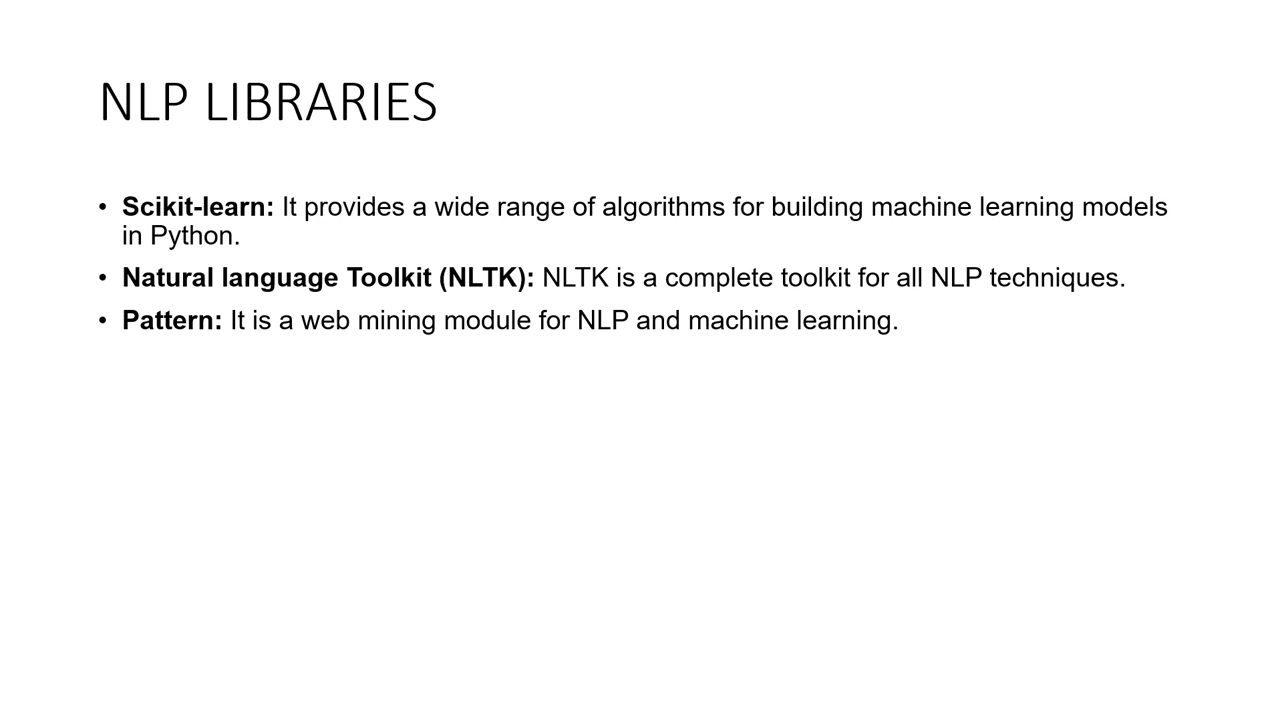 NLP LIBRARIES
• Scikit-learn: It provides a wide range of algorithms for building machine learning models
in Python.
• Natural language Toolkit (NLTK): NLTK is a complete toolkit for all NLP techniques.
• Pattern: It is a web mining module for NLP and machine learning.